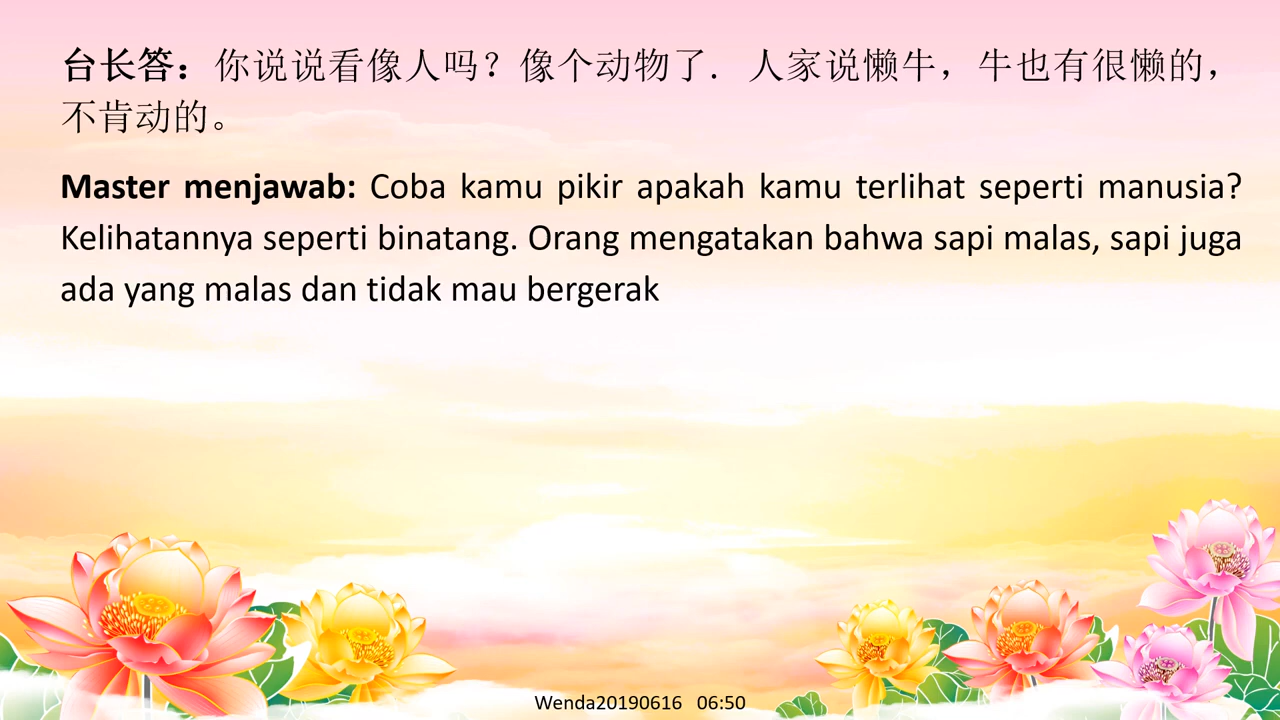 台长答：你说说看像人吗？像个动物了．人家说懒牛，牛也有很懒的，
不肯动的。
Master menjawab: Coba kamu pikir apakah kamu terlihat seperti manusia?
Kelihatannya seperti binatang. Orang mengatakan bahwa sapi malas, sapi juga
ada yang malas dan tidak mau bergerak
Wenda20190616 06:50